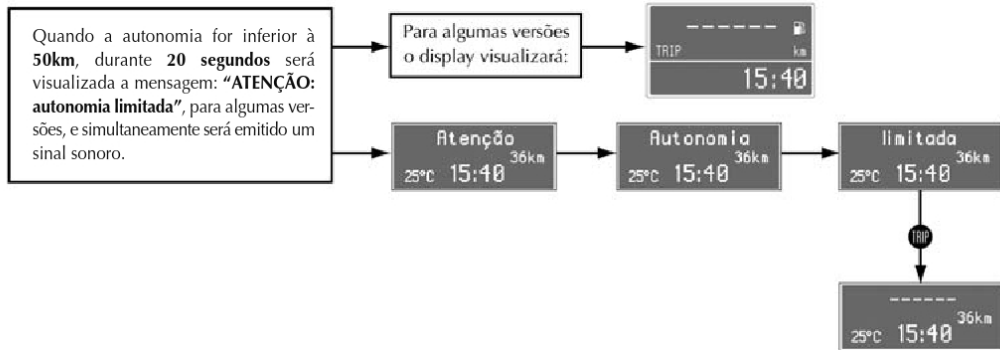 Quando a autonomia for inferior à
50km, durante 20 segundos será
visualizada a mensagem: “ATENÇÃO:
autonomia limitada”, para algumas ver-
sões, e simultaneamente será emitido um
sinal sonoro.
Para algumas versões
o display visualizará:
------
TRIP km
15:40
Atenção
36km
25°C 15:40
Autonomia
36km
25°C 15:40
limitada
36km
25°C 15:40
TRIP
------
36km
25°C 15:40